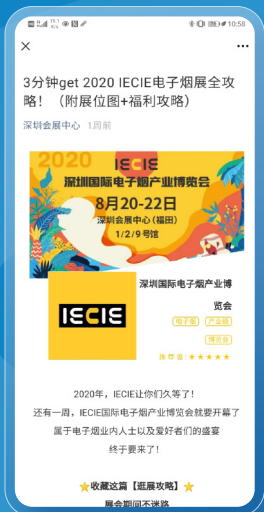 10:58
3分钟get 2020 IECIE电子烟展全攻
略！（附展位图+福利攻略）
深圳会展中心 1周前
2020 IECIE
深圳国际电子烟产业博览会
8月20-22日
深圳会展中心(福田)
1/2/9号馆
IECIE
深圳国际电子烟产业博
览会
电子烟 产业链
博览会
推荐值:★★★★★
2020年，IECIE让你们久等了！
还有一周，IECIE国际电子烟产业博览会就要开幕了
属于电子烟业内人士以及爱好者们的盛宴
终于要来了！
⭐收藏这篇【逛展攻略】⭐
展会期间不迷路